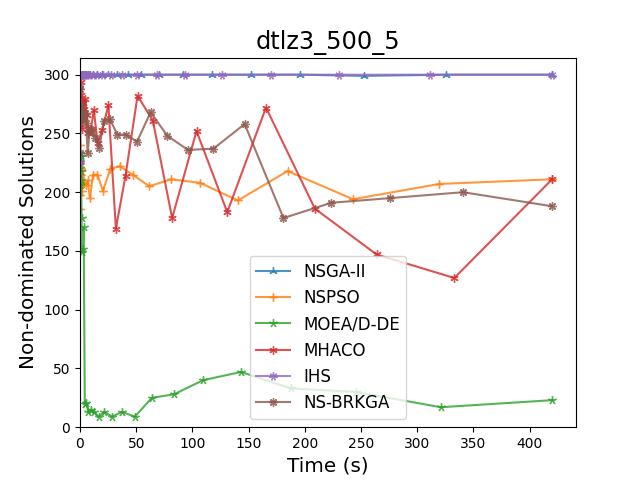 dtlz3_500_5
Non-dominated Solutions
300
250
200
150
100
50
0
NSGA-II
NSPSO
MOEA/D-DE
MHACO
IHS
NS-BRKGA
0 50 100 150 200 250 300 350 400
Time (s)